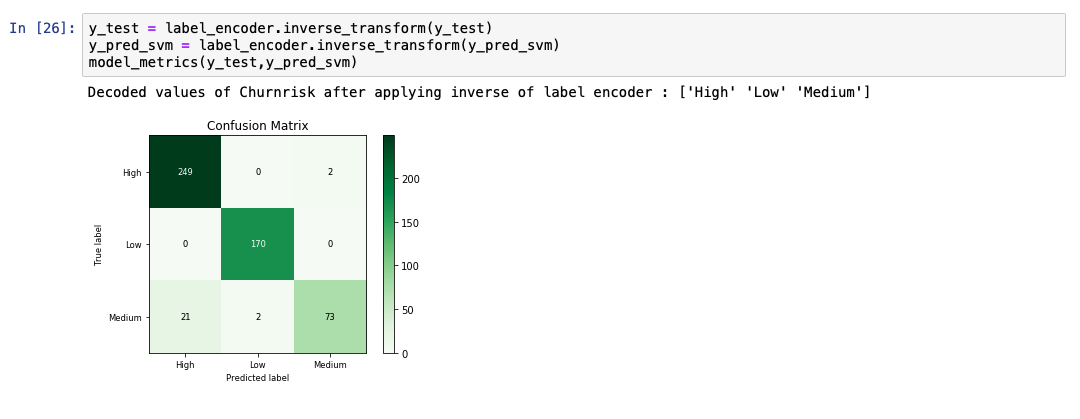 In [26]: y_test = label_encoder.inverse_transform(y_test)
y_pred_svm = label_encoder.inverse_transform(y_pred_svm)
model_metrics(y_test,y_pred_svm)
Decoded values of Churnrisk after applying inverse of label encoder : ['High' 'Low' 'Medium']
Confusion Matrix
High 249 0 2
Low 0 170 0
Medium 21 2 73
High Low Medium
Predicted label
True label
200
150
100
50
0